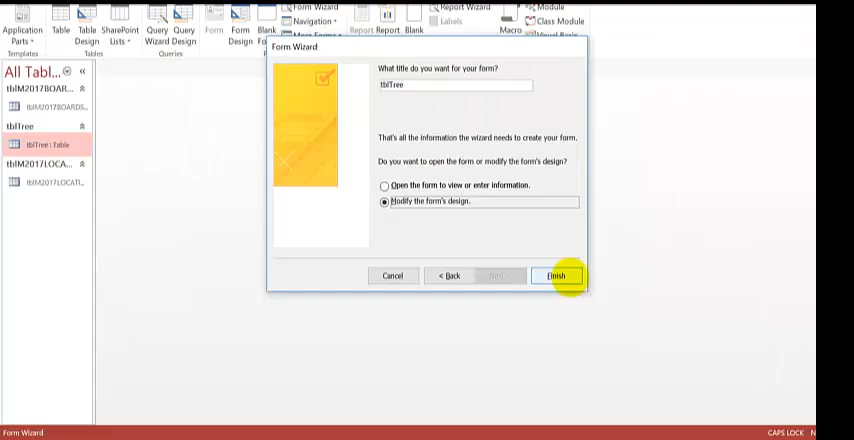 Form Wizard
Report Wizard
Module
Navigation
Labels
Class Module
Application
Parts
Table
Table
Design
SharePoint
Lists
Query
Wizard
Query
Design
Form
Form
Design
Blank
Report
Report
Blank
Macro
Templates
Tables
Queries
All Tabl...
tblM2017BOAR...
tblM2017BOARDS...
tblTree
tblTree : Table
tblM2017LOCA...
tblM2017LOCATI...
Form Wizard
What title do you want for your form?
tblTree
That's all the information the wizard needs to create your form.
Do you want to open the form or modify the form's design?
Open the form to view or enter information.
Modify the form's design.
Cancel
< Back
Finish
Form Wizard
CAPS LOCK N